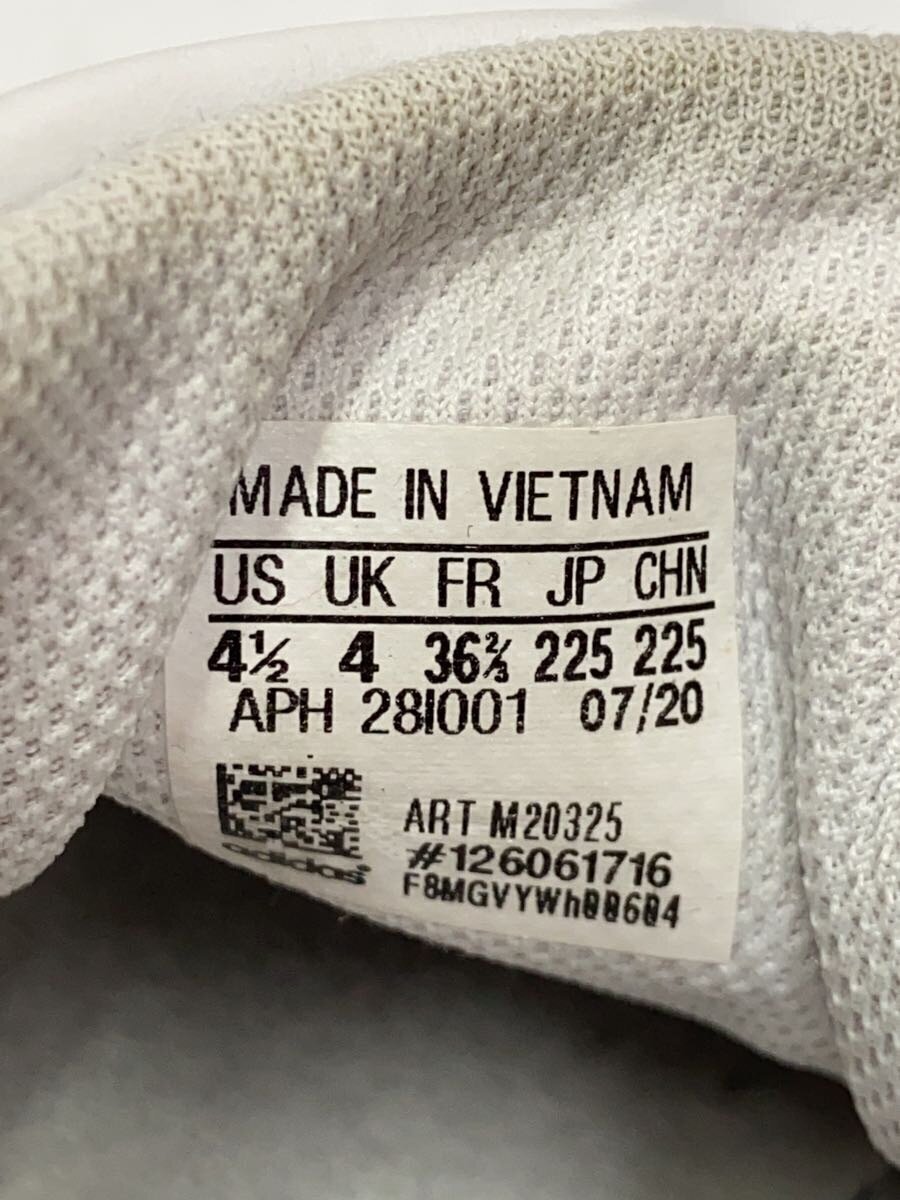 MADE IN VIETNAM
US UK FR JP CHN
4½ 4 36⅔ 225 225
APH 28I001 07/20
ART M20325
#126061716
F8MGVYWh00604
adidas